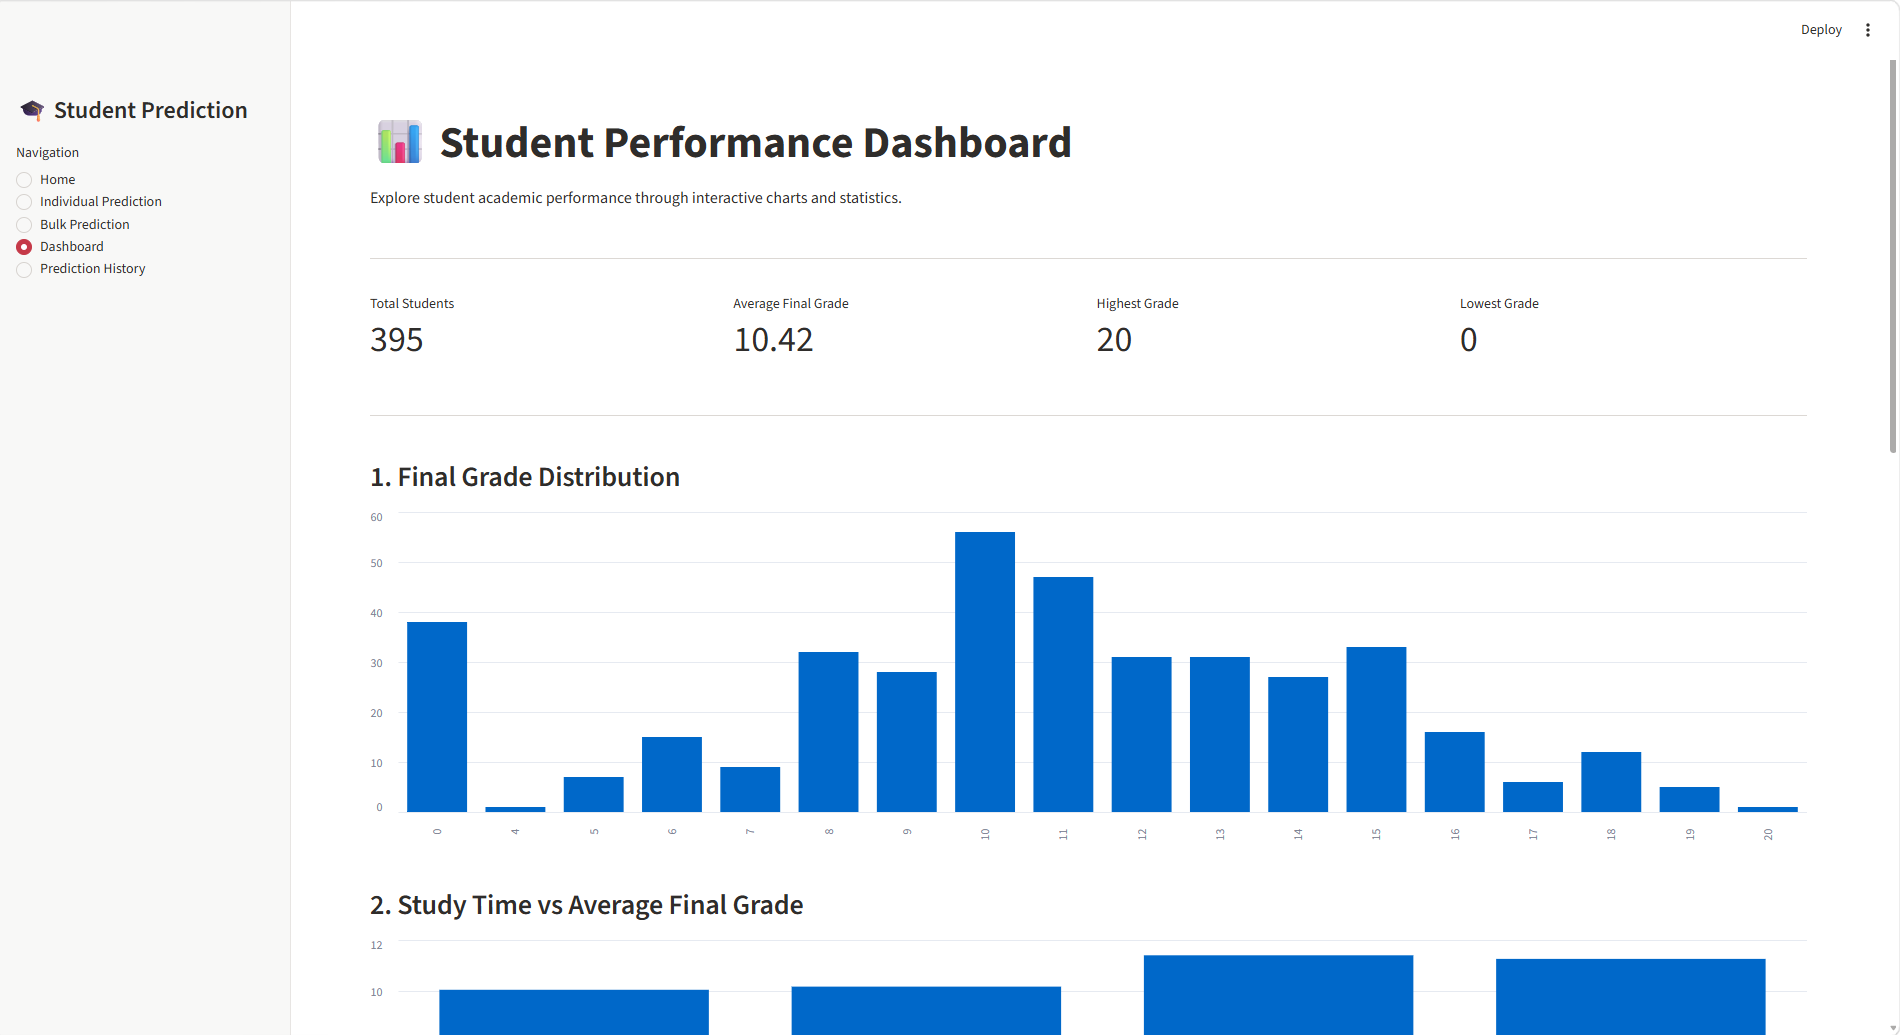 Deploy
Student Prediction
Navigation
Home
Individual Prediction
Bulk Prediction
Dashboard
Prediction History
Student Performance Dashboard
Explore student academic performance through interactive charts and statistics.
Total Students
395
Average Final Grade
10.42
Highest Grade
20
Lowest Grade
0
1. Final Grade Distribution
60
50
40
30
20
10
0
0 4 5 6 7 8 9 10 11 12 13 14 15 16 17 18 19 20
2. Study Time vs Average Final Grade
12
10